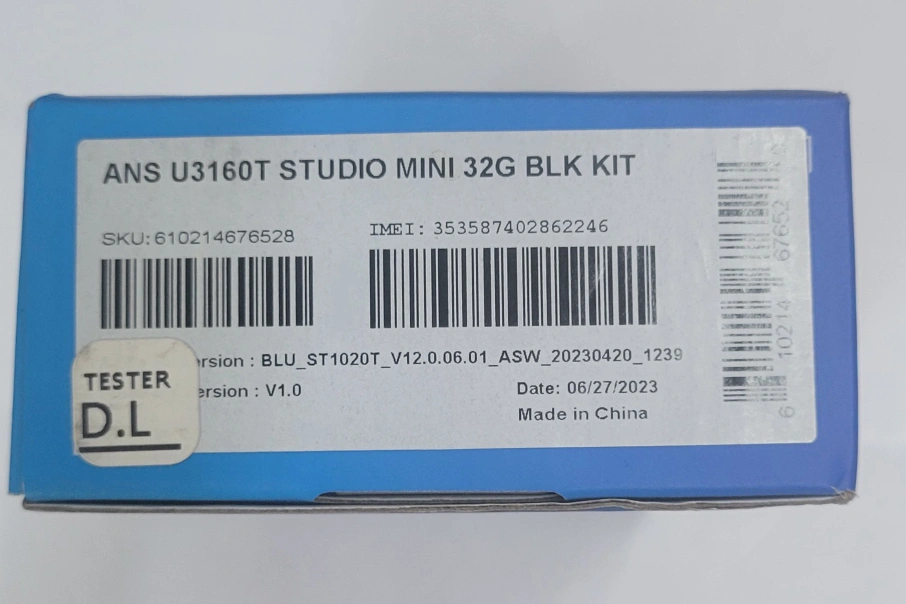 ANS U3160T STUDIO MINI 32G BLK KIT
SKU:610214676528
IMEI: 353587402862246
rsion : BLU_ST1020T_V12.0.06.01_ASW_20230420_1239
ersion : V1.0
Date: 06/27/2023
Made in China
TESTER
D.L
6 10214 67652